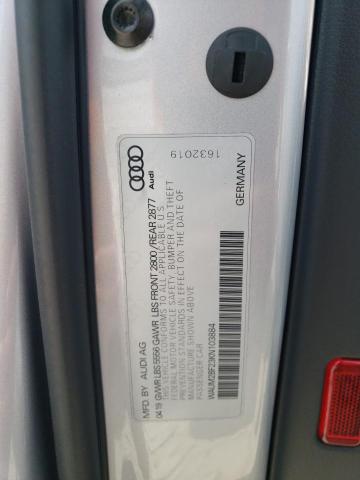 1632019
Audi
GERMANY
MFD. BY AUDI AG
04.19 GVWR LBS 5556 GAWR LBS FRONT 2800 /REAR 2877
THIS VEHICLE CONFORMS TO ALL APPLICABLE U S
FEDERAL MOTOR VEHICLE SAFETY, BUMPER AND THEFT
PREVENTION STANDARDS IN EFFECT ON THE DATE OF
MANUFACTURE SHOWN ABOVE
PASSENGER CAR
WAUM2BF23KN103884